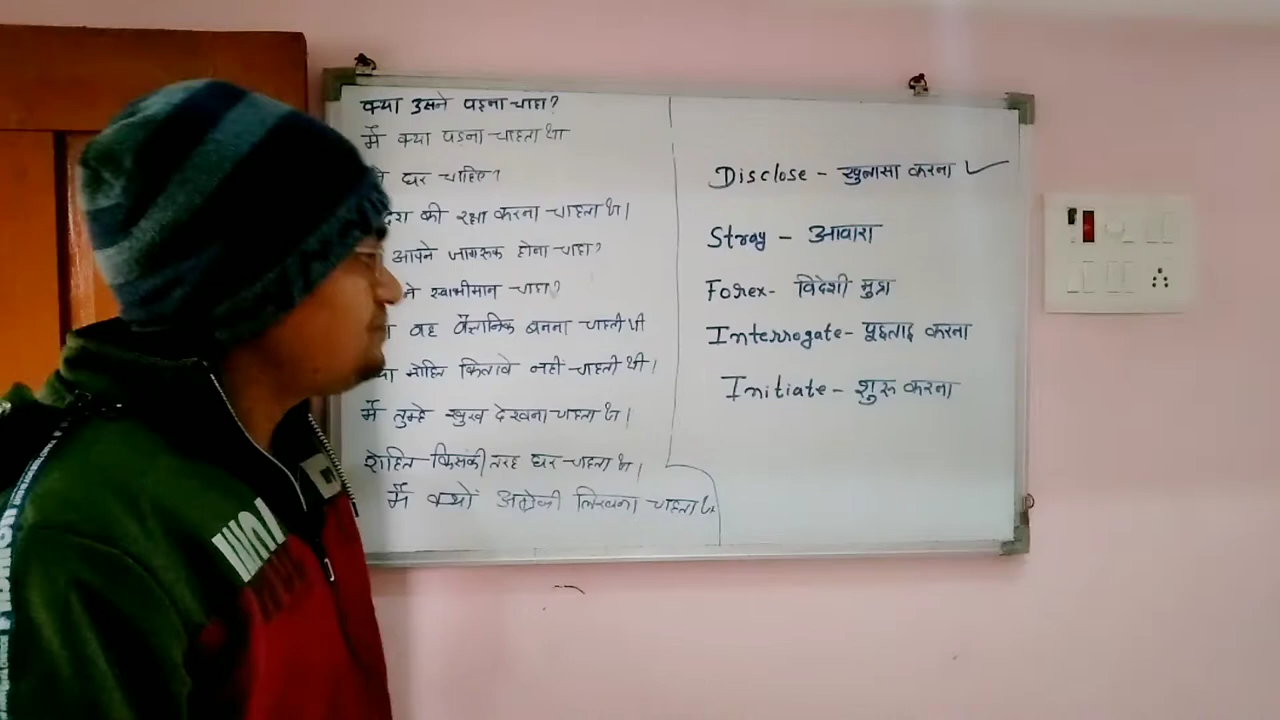 क्या उसने पढ़ना चाहा?
मैं क्या पढ़ना चाहता था
घर चाहिए?
की रक्षा करना चाहता था।
आपने जागरूक होना चाहा?
ने स्वाभीमान चाहा?
वह वैज्ञानिक बनना चाहती थी
मोहित किताबे नहीं चाहती थी।
मैं तुम्हे खुश देखना चाहता था।
रोहित किसकी तरह घर चाहता था।
मैं क्यों अंग्रेजी लिखना चाहता था
Disclose - खुलासा करना
Stray - आवारा
Forex - विदेशी मुद्रा
Interrogate - पूछताछ करना
Initiate - शुरू करना